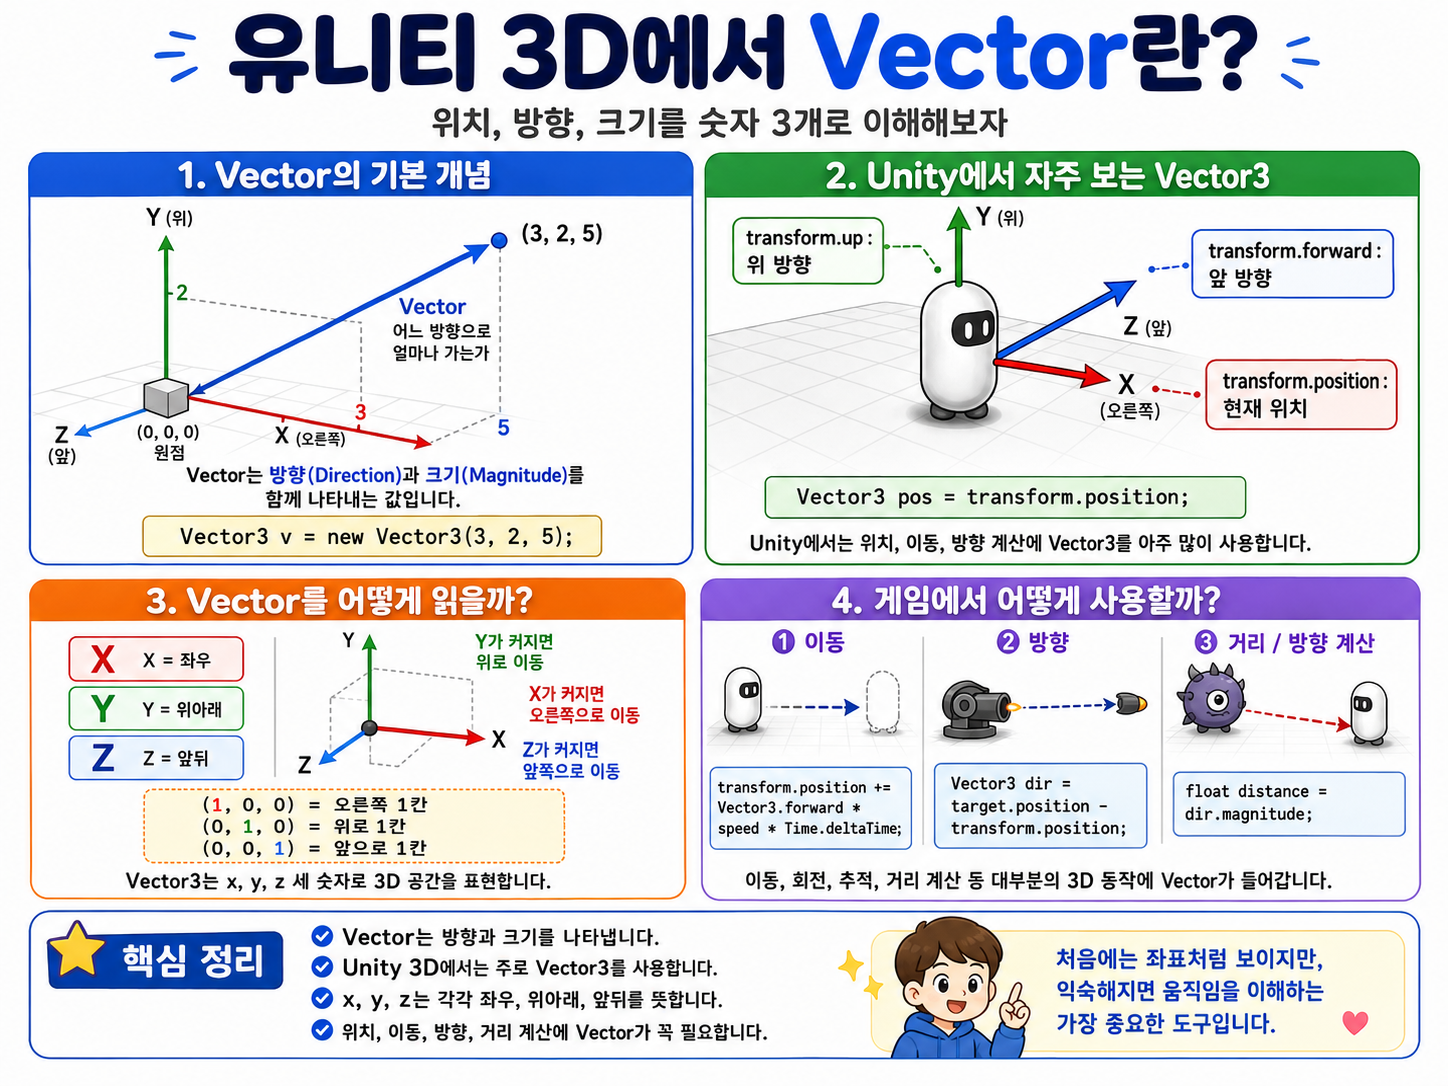 유니티 3D에서 Vector란?
위치, 방향, 크기를 숫자 3개로 이해해보자
1. Vector의 기본 개념
Y (위)
(3, 2, 5)
2
Vector
어느 방향으로
얼마나 가는가
3
X (오른쪽)
5
Z
(앞)
(0, 0, 0)
원점
Vector는 방향(Direction)과 크기(Magnitude)를
함께 나타내는 값입니다.
Vector3 v = new Vector3(3, 2, 5);
2. Unity에서 자주 보는 Vector3
Y (위)
transform.up:
위 방향
transform.forward:
앞 방향
Z (앞)
X
(오른쪽)
transform.position:
현재 위치
Vector3 pos = transform.position;
Unity에서는 위치, 이동, 방향 계산에 Vector3를 아주 많이 사용합니다.
3. Vector를 어떻게 읽을까?
X X = 좌우
Y Y = 위아래
Z Z = 앞뒤
Y
X
Z
Y가 커지면
위로 이동
X가 커지면
오른쪽으로 이동
Z가 커지면
앞쪽으로 이동
(1, 0, 0) = 오른쪽 1칸
(0, 1, 0) = 위로 1칸
(0, 0, 1) = 앞으로 1칸
Vector3는 x, y, z 세 숫자로 3D 공간을 표현합니다.
4. 게임에서 어떻게 사용할까?
1 이동
transform.position +=
Vector3.forward *
speed * Time.deltaTime;
2 방향
Vector3 dir =
target.position -
transform.position;
3 거리 / 방향 계산
float distance =
dir.magnitude;
이동, 회전, 추적, 거리 계산 등 대부분의 3D 동작에 Vector가 들어갑니다.
핵심 정리
Vector는 방향과 크기를 나타냅니다.
Unity 3D에서는 주로 Vector3를 사용합니다.
x, y, z는 각각 좌우, 위아래, 앞뒤를 뜻합니다.
위치, 이동, 방향, 거리 계산에 Vector가 꼭 필요합니다.
처음에는 좌표처럼 보이지만,
익숙해지면 움직임을 이해하는
가장 중요한 도구입니다.